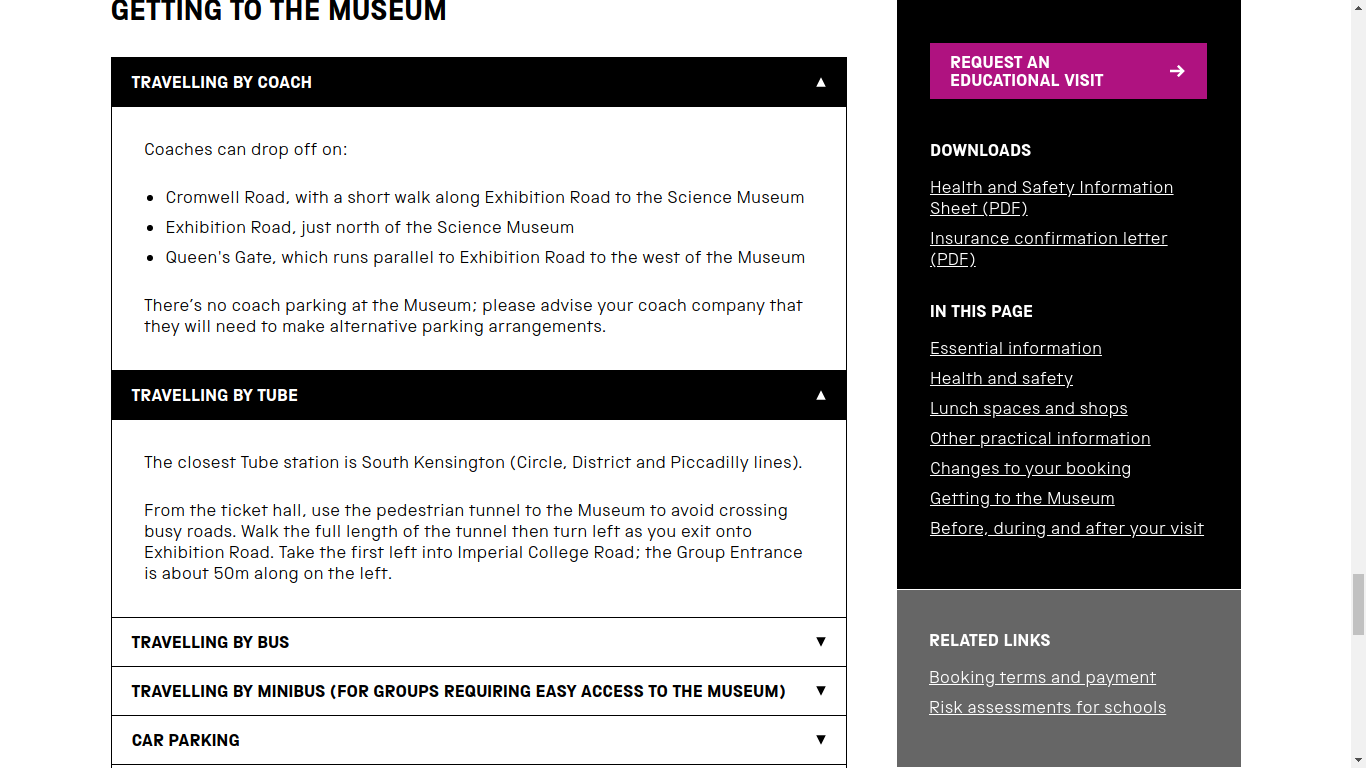 GETTING TO THE MUSEUM
TRAVELLING BY COACH
Coaches can drop off on:
Cromwell Road, with a short walk along Exhibition Road to the Science Museum
Exhibition Road, just north of the Science Museum
Queen's Gate, which runs parallel to Exhibition Road to the west of the Museum
There’s no coach parking at the Museum; please advise your coach company that
they will need to make alternative parking arrangements.
TRAVELLING BY TUBE
The closest Tube station is South Kensington (Circle, District and Piccadilly lines).
From the ticket hall, use the pedestrian tunnel to the Museum to avoid crossing
busy roads. Walk the full length of the tunnel then turn left as you exit onto
Exhibition Road. Take the first left into Imperial College Road; the Group Entrance
is about 50m along on the left.
TRAVELLING BY BUS
TRAVELLING BY MINIBUS (FOR GROUPS REQUIRING EASY ACCESS TO THE MUSEUM)
CAR PARKING
REQUEST AN
EDUCATIONAL VISIT
DOWNLOADS
Health and Safety Information
Sheet (PDF)
Insurance confirmation letter
(PDF)
IN THIS PAGE
Essential information
Health and safety
Lunch spaces and shops
Other practical information
Changes to your booking
Getting to the Museum
Before, during and after your visit
RELATED LINKS
Booking terms and payment
Risk assessments for schools